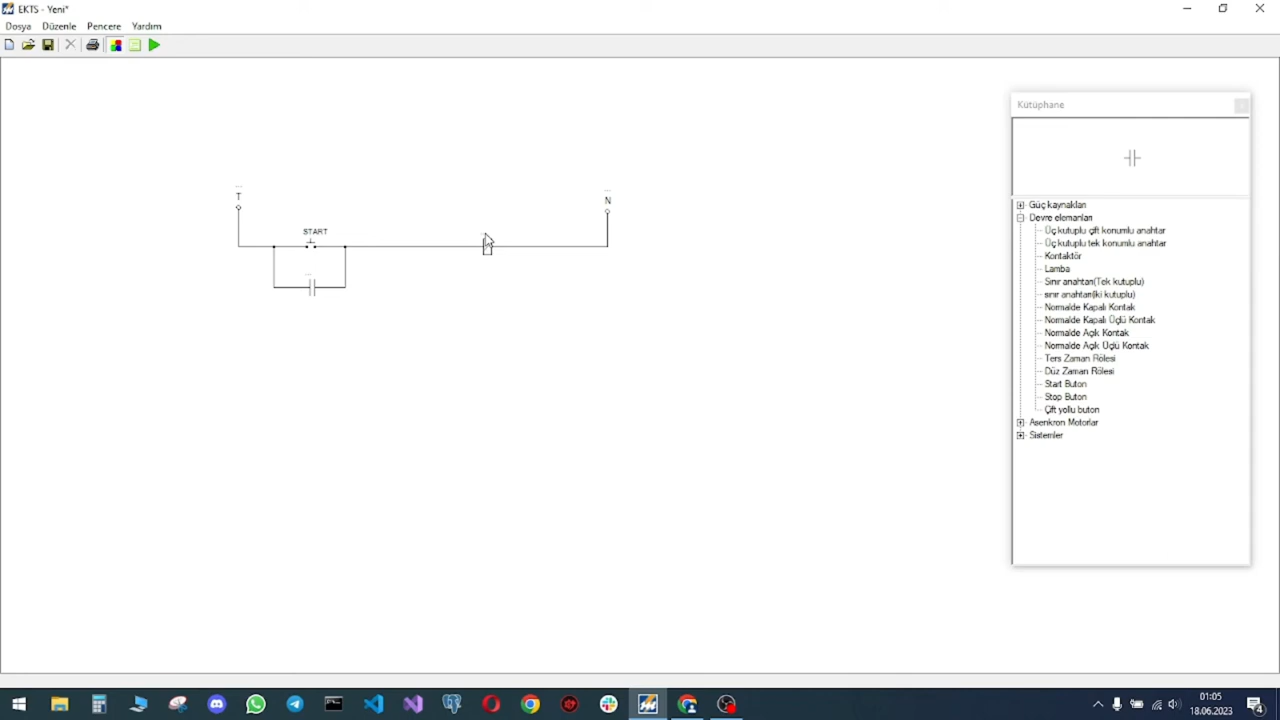 EKTS - Yeni*
Dosya Düzenle Pencere Yardım
Kütüphane
T
N
START
Güç kaynakları
Devre elemanları
Üç kutuplu çift konumlu anahtar
Üç kutuplu tek konumlu anahtar
Kontaktör
Lamba
Sınır anahtarı(Tek kutuplu)
sınır anahtarı(İki kutuplu)
Normalde Kapalı Kontak
Normalde Kapalı Üçlü Kontak
Normalde Açık Kontak
Normalde Açık Üçlü Kontak
Ters Zaman Rölesi
Düz Zaman Rölesi
Start Buton
Stop Buton
Çift yollu buton
Asenkron Motorlar
Sistemler
01:05
18.06.2023
4